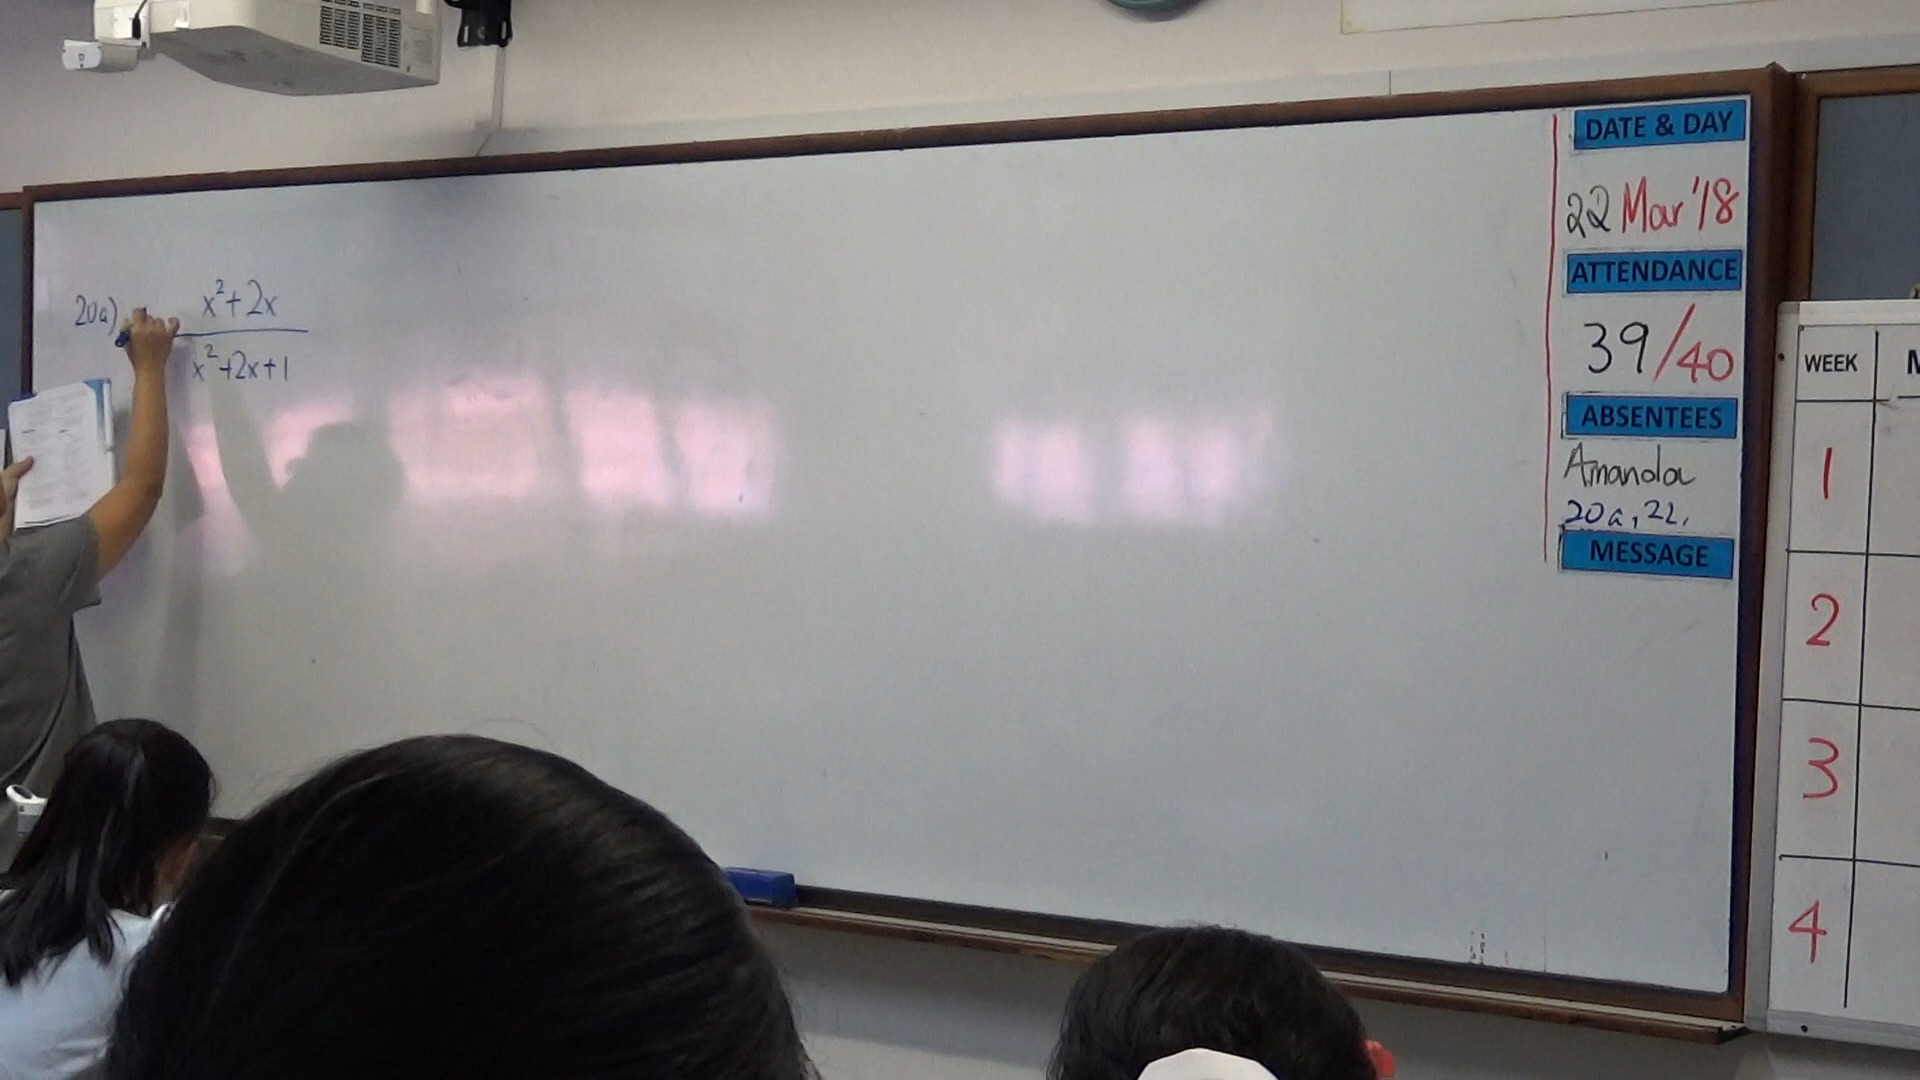 20a)
x²+2x
x²+2x+1
DATE & DAY
22 Mar '18
ATTENDANCE
39/40
ABSENTEES
Amanda
20a, 22,
MESSAGE
WEEK
1
2
3
4